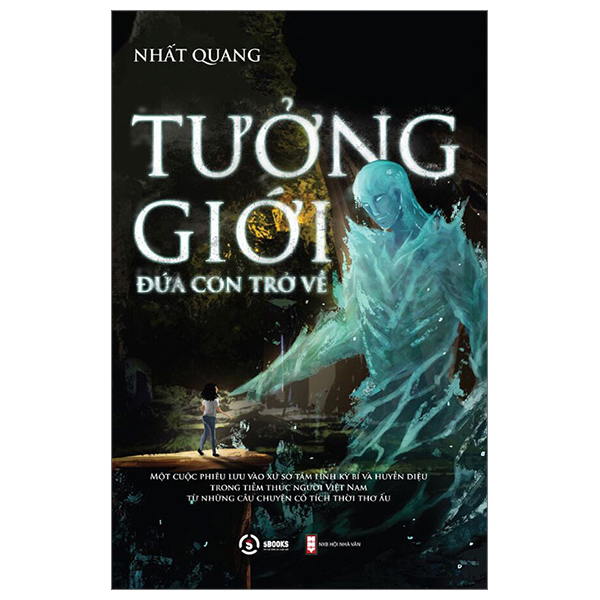 NHẤT QUANG
TƯỞNG
GIỚI
ĐỨA CON TRỞ VỀ
MỘT CUỘC PHIÊU LƯU VÀO XỨ SỞ TÂM LINH KỲ BÍ VÀ HUYỀN DIỆU
TRONG TIỀM THỨC NGƯỜI VIỆT NAM
TỪ NHỮNG CÂU CHUYỆN CỔ TÍCH THỜI THƠ ẤU
SBOOKS
NXB HỘI NHÀ VĂN